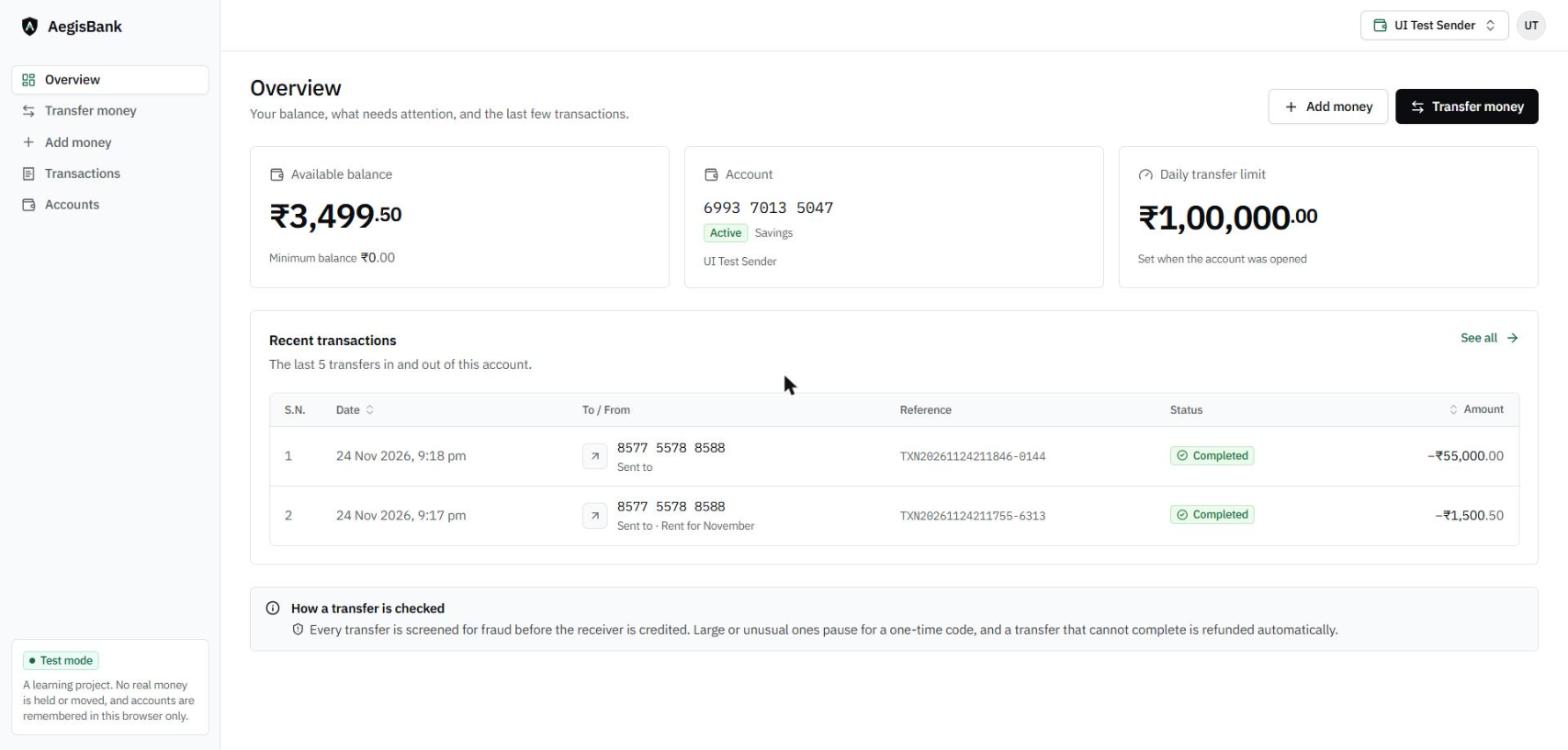 AegisBank
UI Test Sender
UT
Overview
Transfer money
Add money
Transactions
Accounts
Overview
Your balance, what needs attention, and the last few transactions.
Add money
Transfer money
Available balance
₹3,499.50
Minimum balance ₹0.00
Account
6993 7013 5047
Active Savings
UI Test Sender
Daily transfer limit
₹1,00,000.00
Set when the account was opened
Recent transactions
See all
The last 5 transfers in and out of this account.
S.N. Date To / From Reference Status Amount
1 24 Nov 2026, 9:18 pm 8577 5578 8588 TXN20261124211846-0144 Completed −₹55,000.00
Sent to
2 24 Nov 2026, 9:17 pm 8577 5578 8588 TXN20261124211755-6313 Completed −₹1,500.50
Sent to · Rent for November
How a transfer is checked
Every transfer is screened for fraud before the receiver is credited. Large or unusual ones pause for a one-time code, and a transfer that cannot complete is refunded automatically.
Test mode
A learning project. No real money
is held or moved, and accounts are
remembered in this browser only.